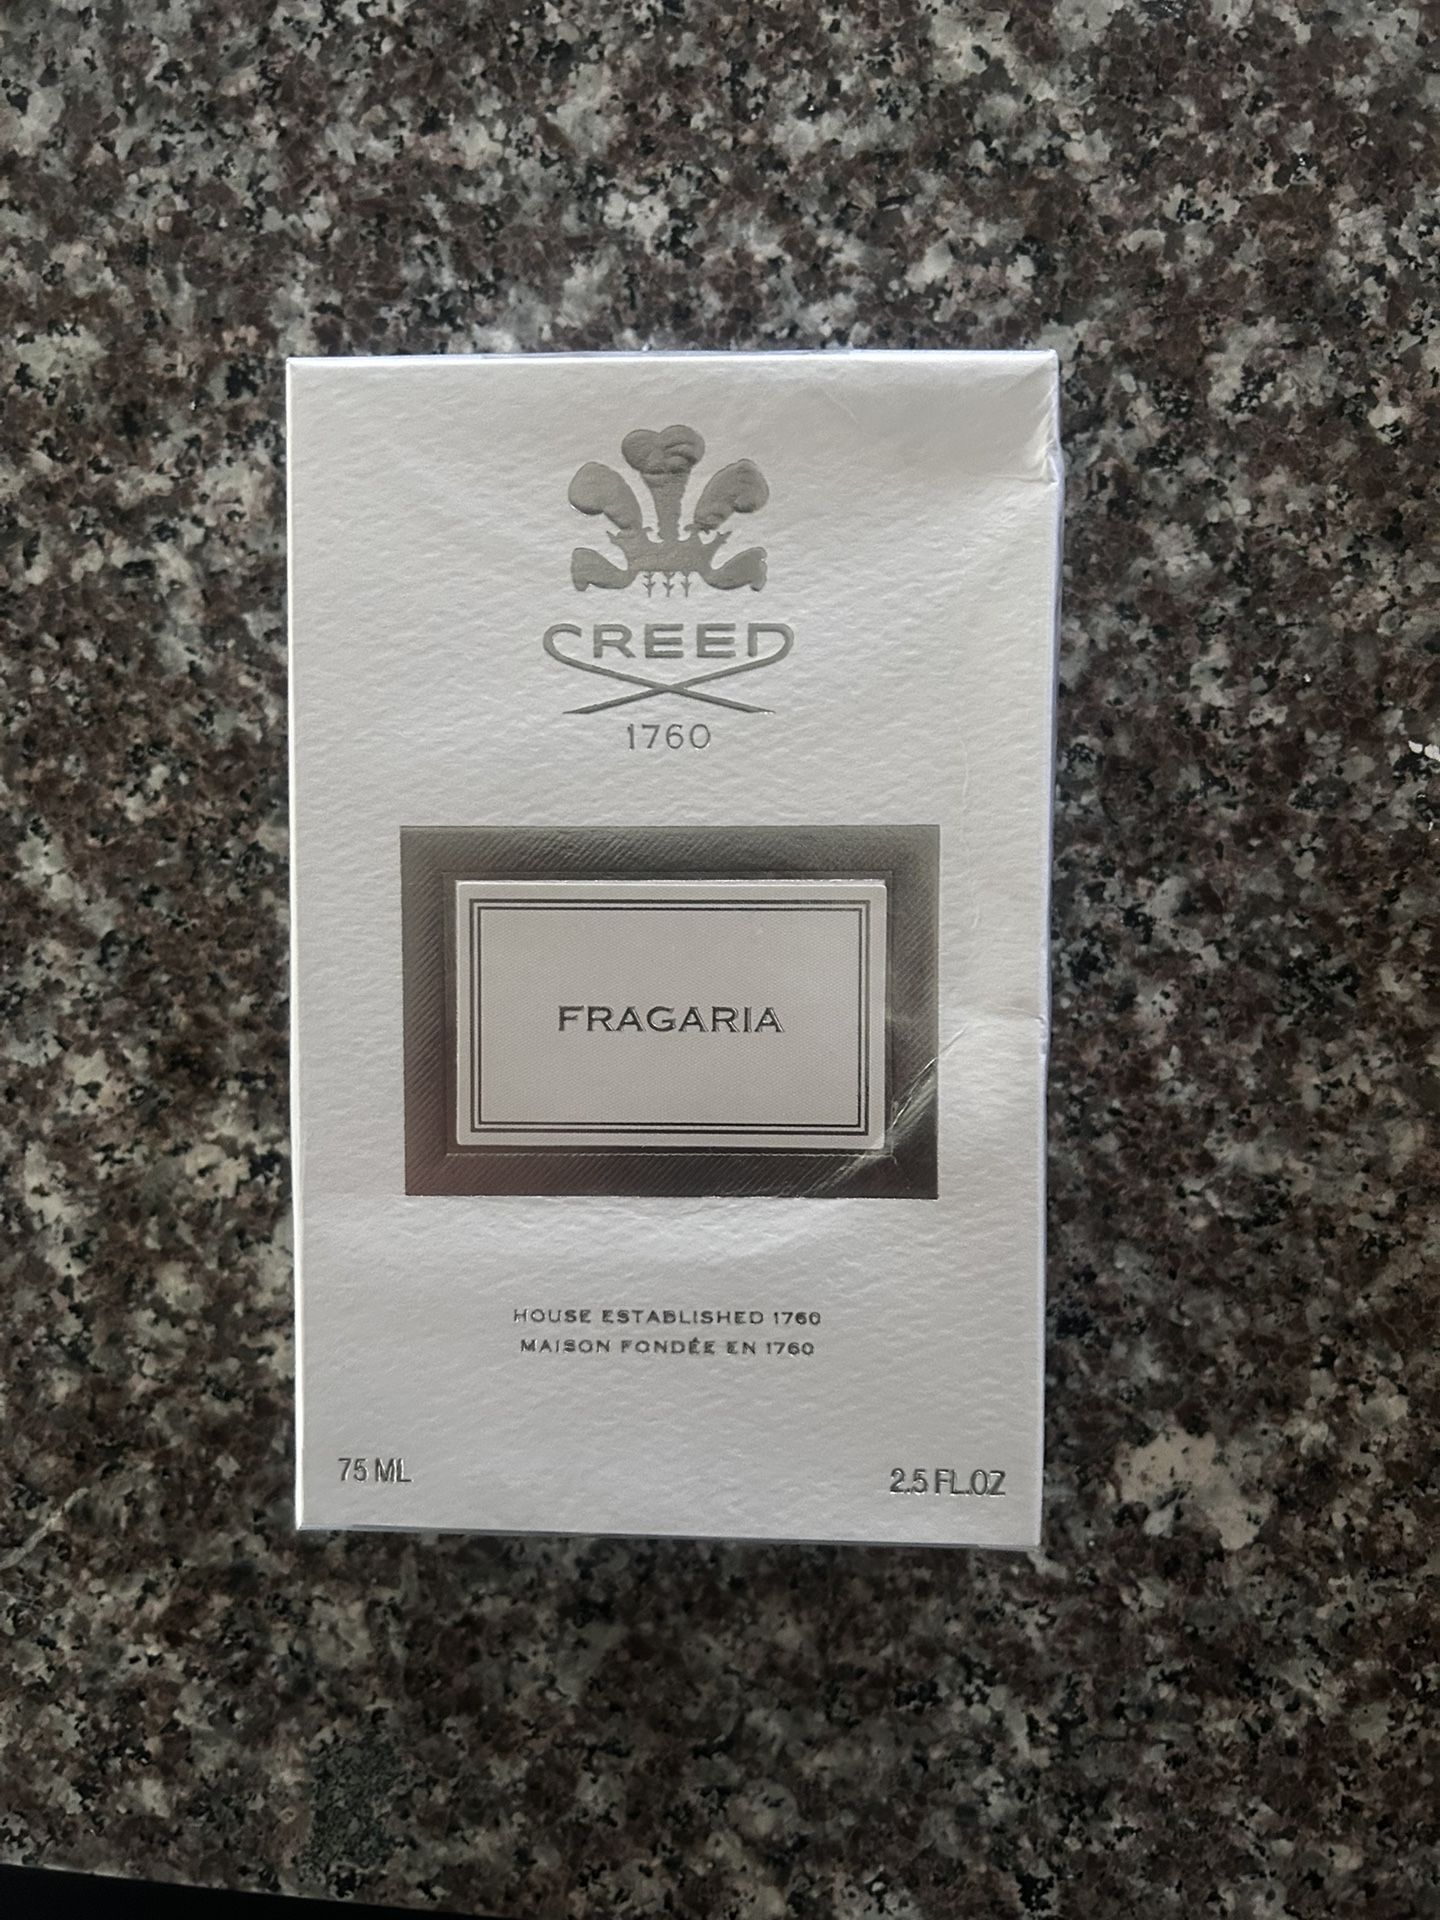 CREED
1760
FRAGARIA
HOUSE ESTABLISHED 1760
MAISON FONDÉE EN 1760
75 ML
2.5 FL.OZ